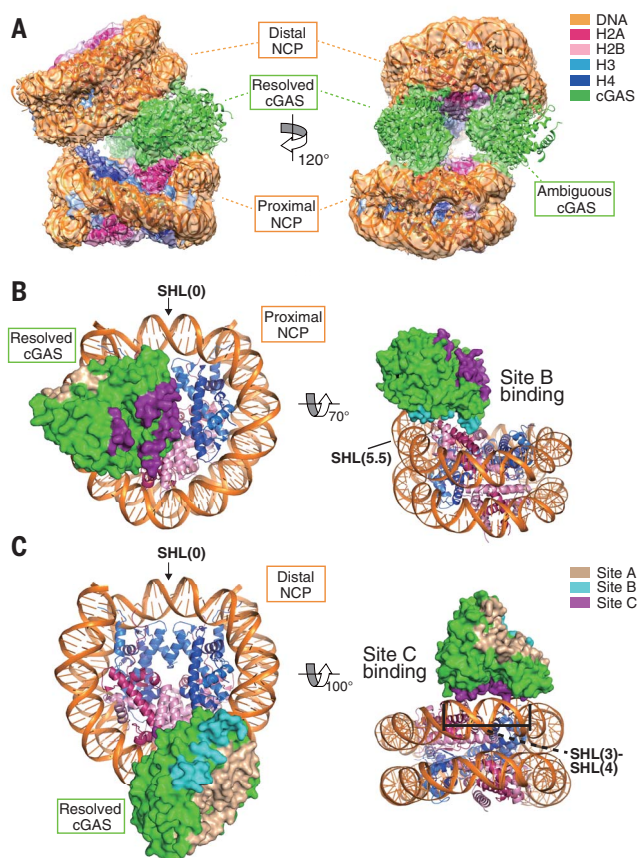 A
Distal
NCP
Resolved
cGAS
120°
Proximal
NCP
Ambiguous
cGAS
DNA
H2A
H2B
H3
H4
cGAS
B
SHL(0)
Resolved
cGAS
Proximal
NCP
70°
Site B
binding
SHL(5.5)
C
SHL(0)
Distal
NCP
Resolved
cGAS
100°
Site C
binding
SHL(3)-
SHL(4)
Site A
Site B
Site C